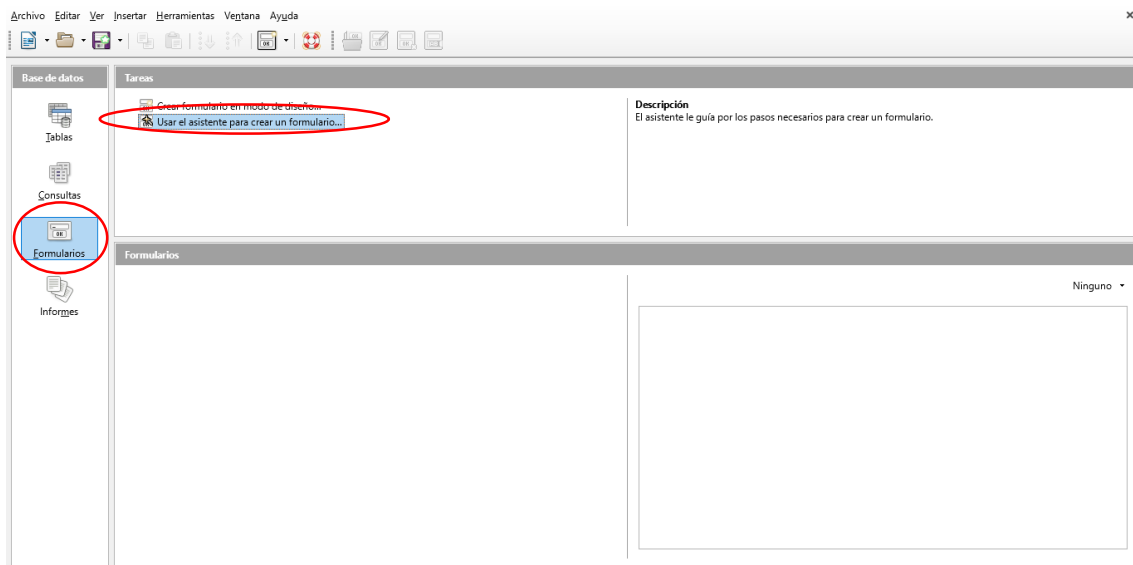 Archivo Editar Ver Insertar Herramientas Ventana Ayuda
Base de datos
Tareas
Tablas
Consultas
Formularios
Informes
Crear formulario en modo de diseño...
Usar el asistente para crear un formulario...
Descripción
El asistente le guía por los pasos necesarios para crear un formulario.
Formularios
Ninguno